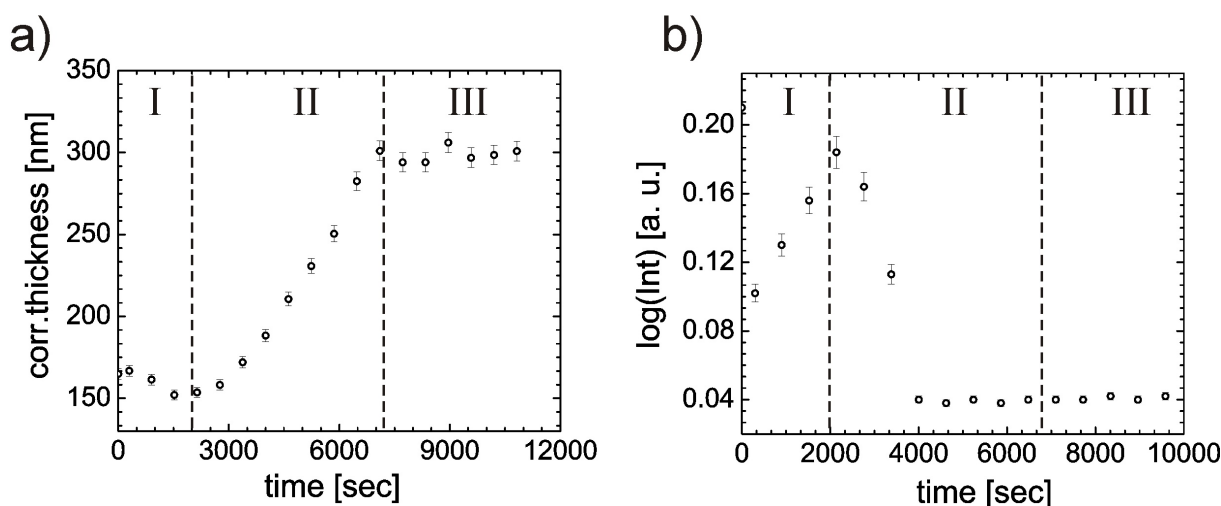 a)
I II III
350
300
250
200
150
corr.thickness [nm]
0 3000 6000 9000 12000
time [sec]
b)
I II III
0.20
0.16
0.12
0.08
0.04
log(Int) [a. u.]
0 2000 4000 6000 8000 10000
time [sec]